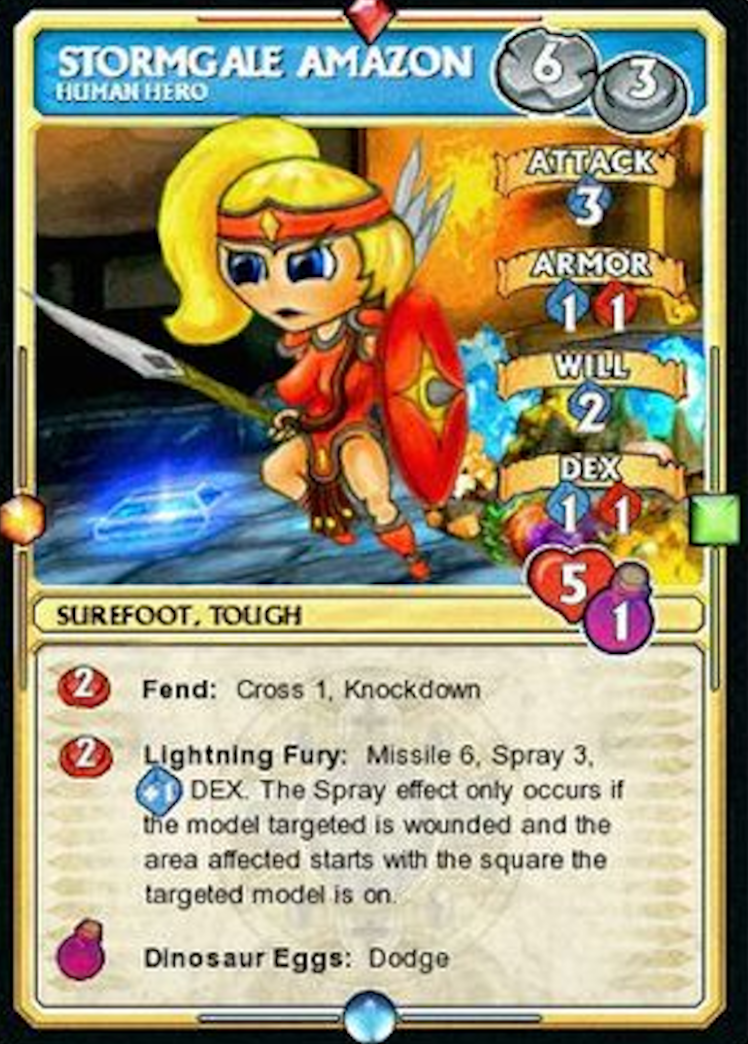 STORMGALE AMAZON
HUMAN HERO
6
3
ATTACK
3
ARMOR
1 1
WILL
2
DEX
1 1
5
1
SUREFOOT, TOUGH
2 Fend: Cross 1, Knockdown
2 Lightning Fury: Missile 6, Spray 3,
+1 DEX. The Spray effect only occurs if
the model targeted is wounded and the
area affected starts with the square the
targeted model is on.
Dinosaur Eggs: Dodge